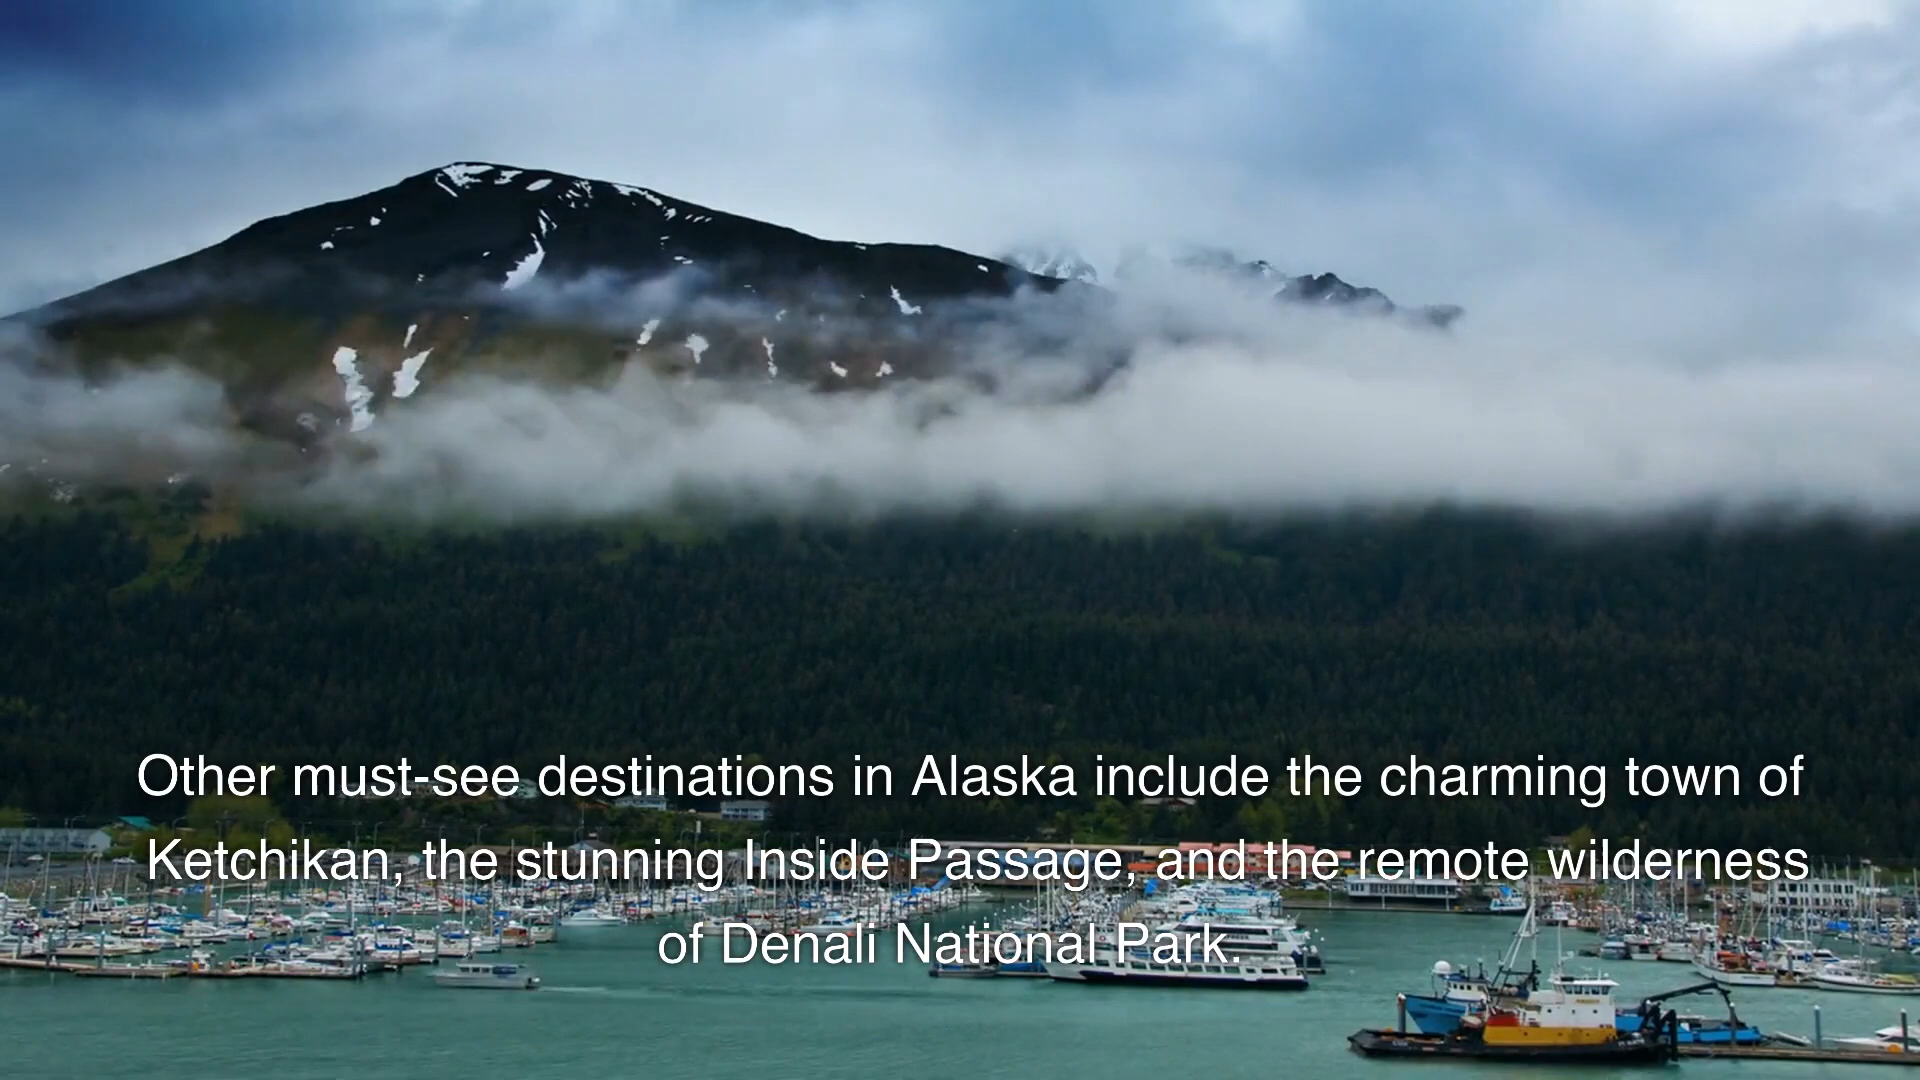 Other must-see destinations in Alaska include the charming town of
Ketchikan, the stunning Inside Passage, and the remote wilderness
of Denali National Park.